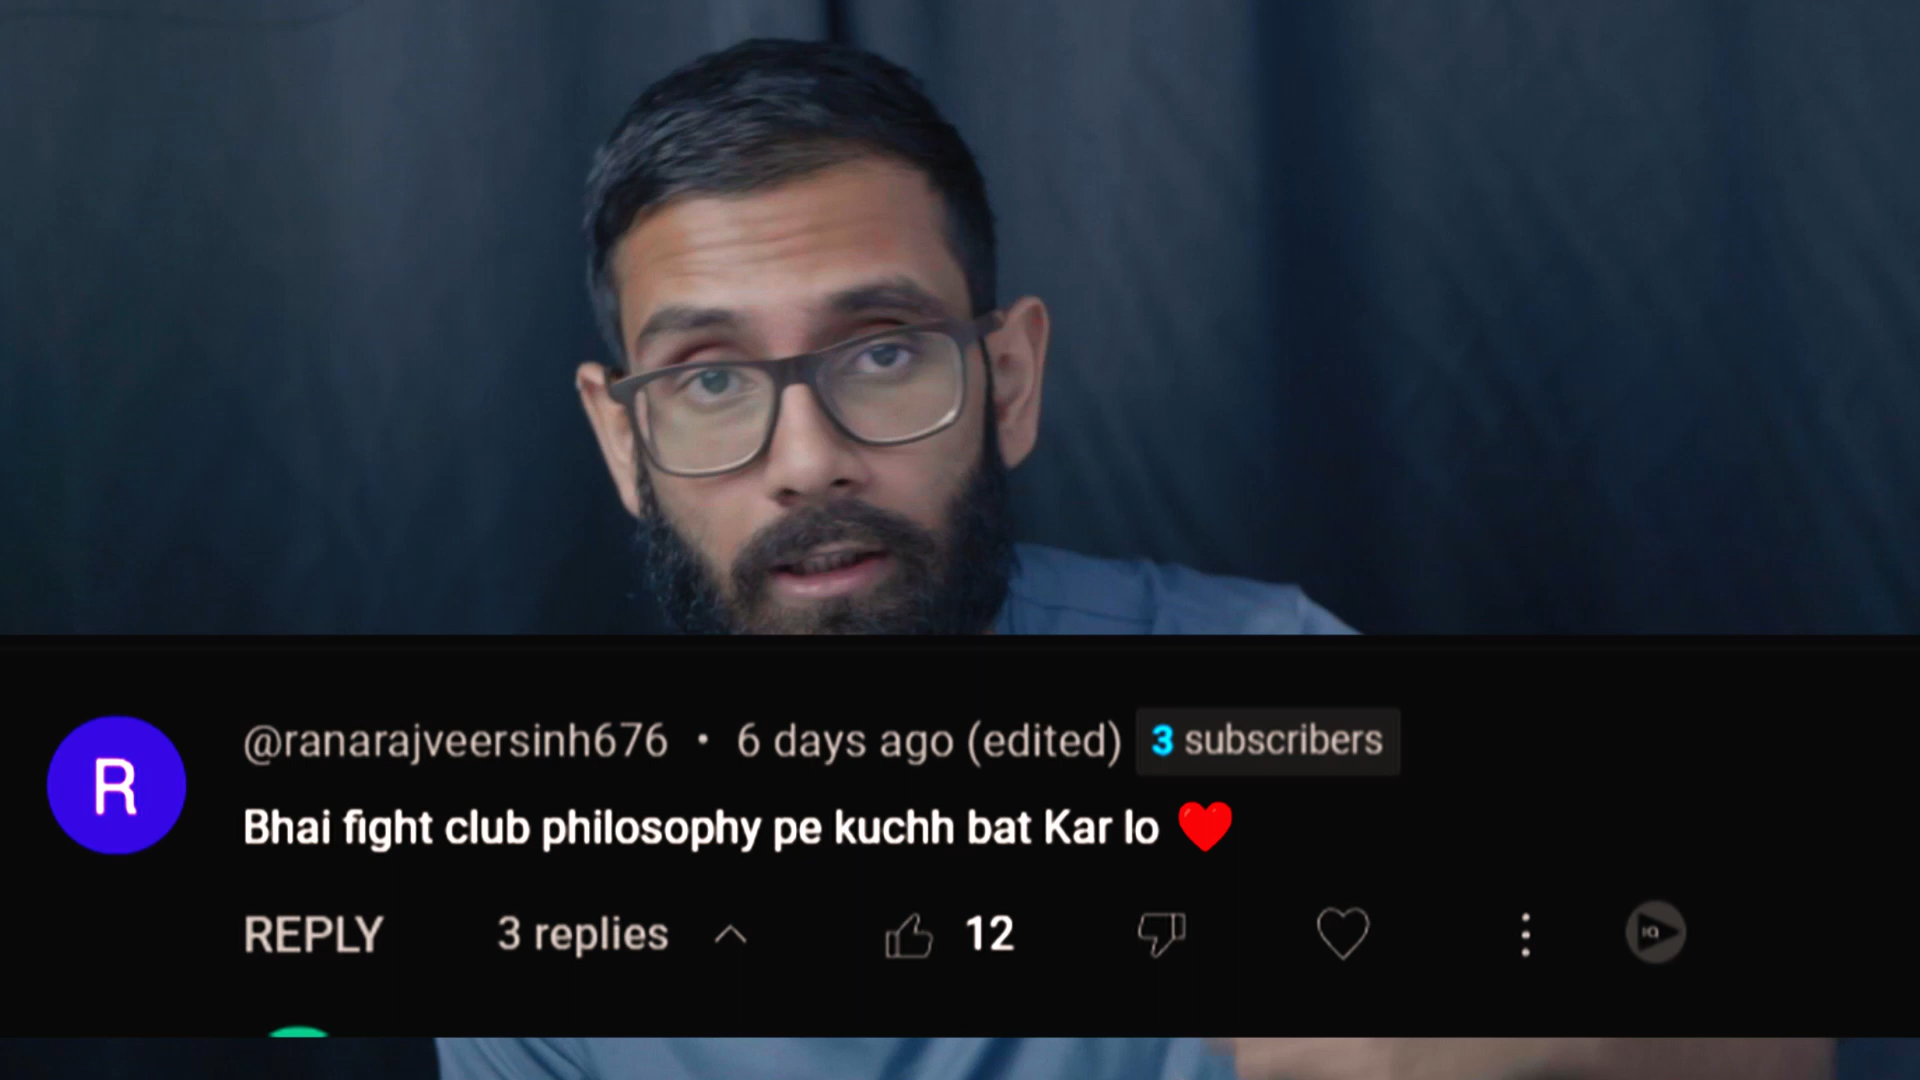 R
@ranarajveersinh676 • 6 days ago (edited) 3 subscribers
Bhai fight club philosophy pe kuchh bat Kar lo ❤️
REPLY 3 replies 12
IQ